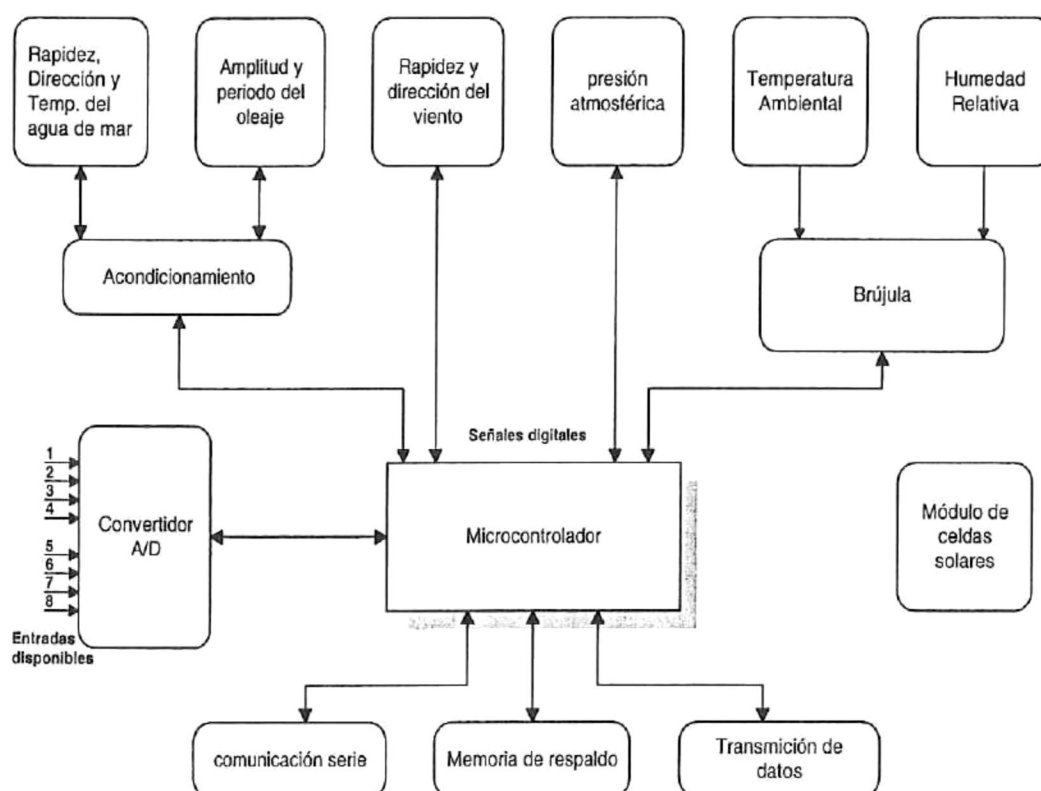 Rapidez,
Dirección y
Temp. del
agua de mar
Amplitud y
periodo del
oleaje
Rapidez y
dirección del
viento
presión
atmosférica
Temperatura
Ambiental
Humedad
Relativa
Acondicionamiento
Brújula
Señales digitales
1
2
3
4
5
6
7
8
Convertidor
A/D
Entradas
disponibles
Microcontrolador
Módulo de
celdas
solares
comunicación serie
Memoria de respaldo
Transmición de
datos